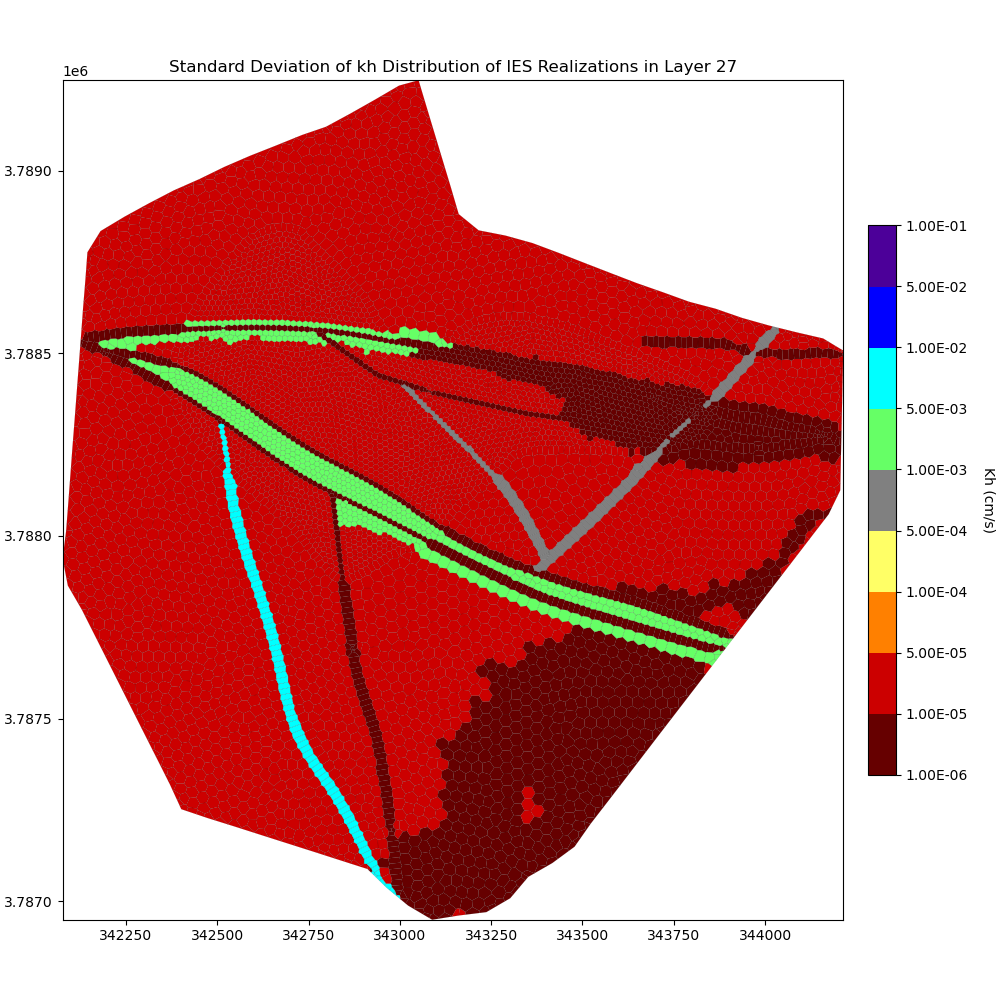 Standard Deviation of kh Distribution of IES Realizations in Layer 27
1e6
3.7890
3.7885
3.7880
3.7875
3.7870
342250
342500
342750
343000
343250
343500
343750
344000
1.00E-01
5.00E-02
1.00E-02
5.00E-03
1.00E-03
5.00E-04
1.00E-04
5.00E-05
1.00E-05
1.00E-06
Kh (cm/s)